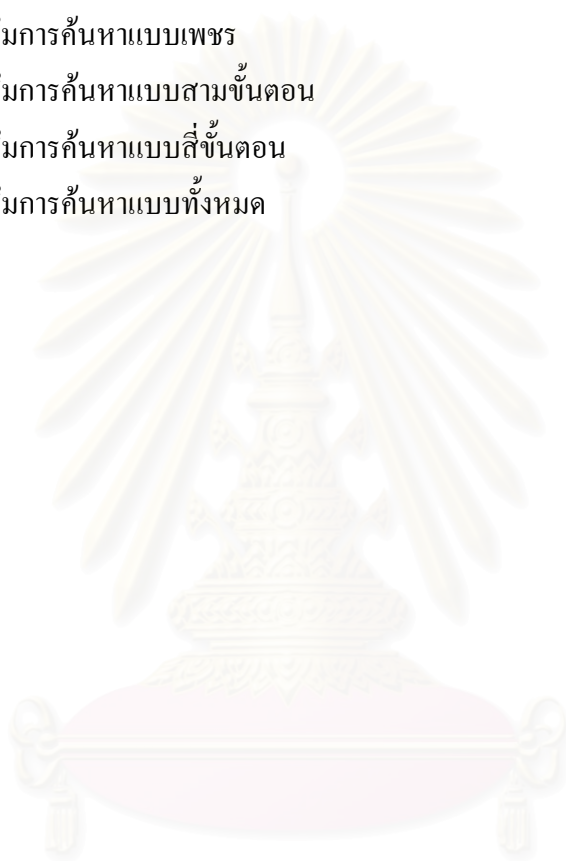 มการค้นหาแบบเพชร
มการค้นหาแบบสามขั้นตอน
มการค้นหาแบบสี่ขั้นตอน
มการค้นหาแบบทั้งหมด